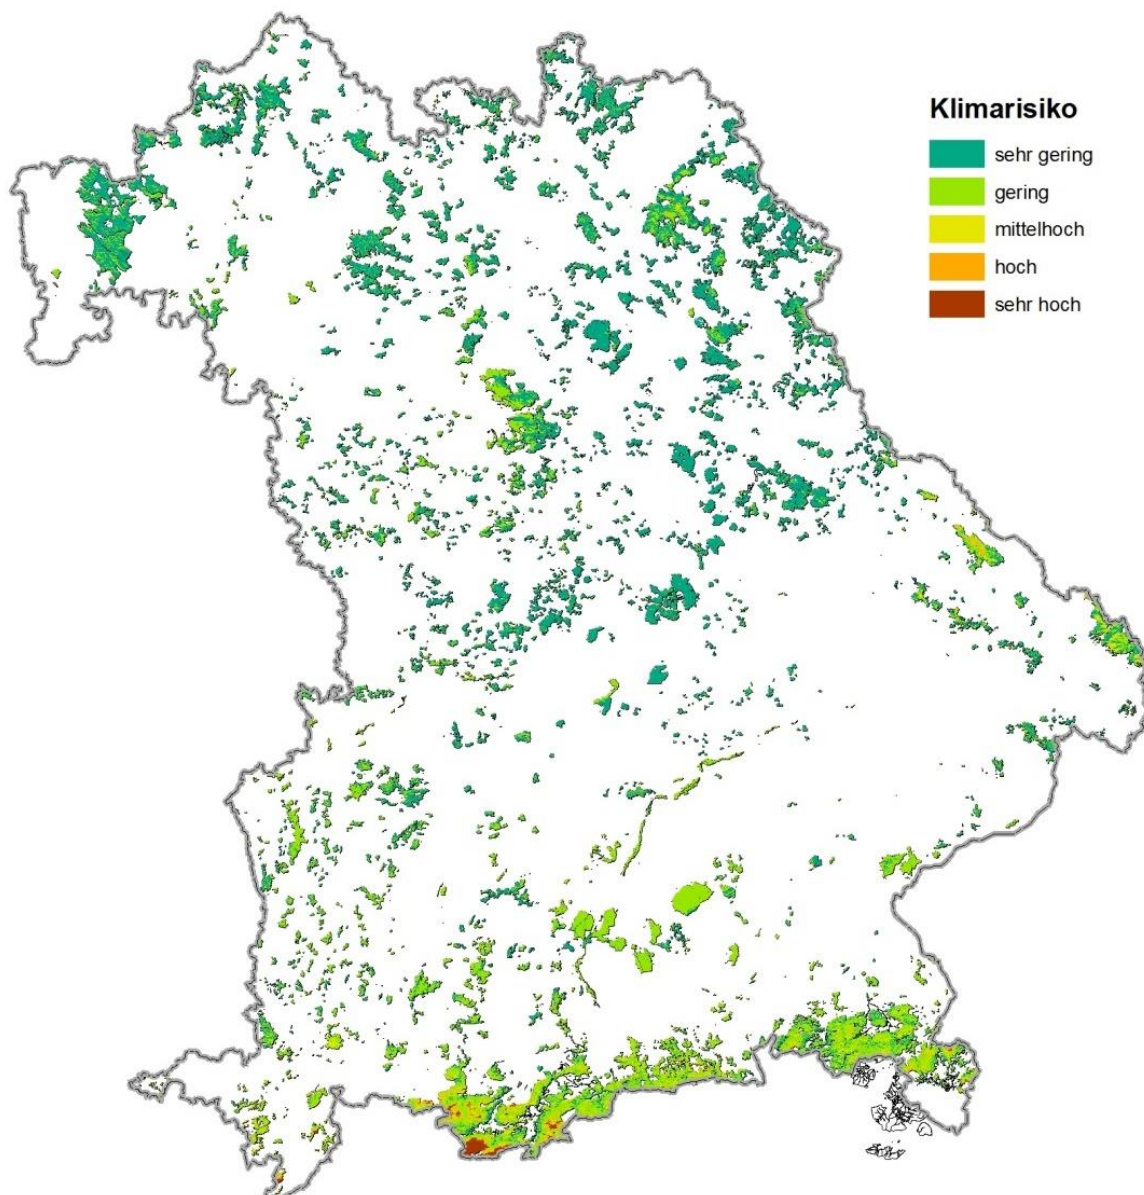 Klimarisiko
sehr gering
gering
mittelhoch
hoch
sehr hoch